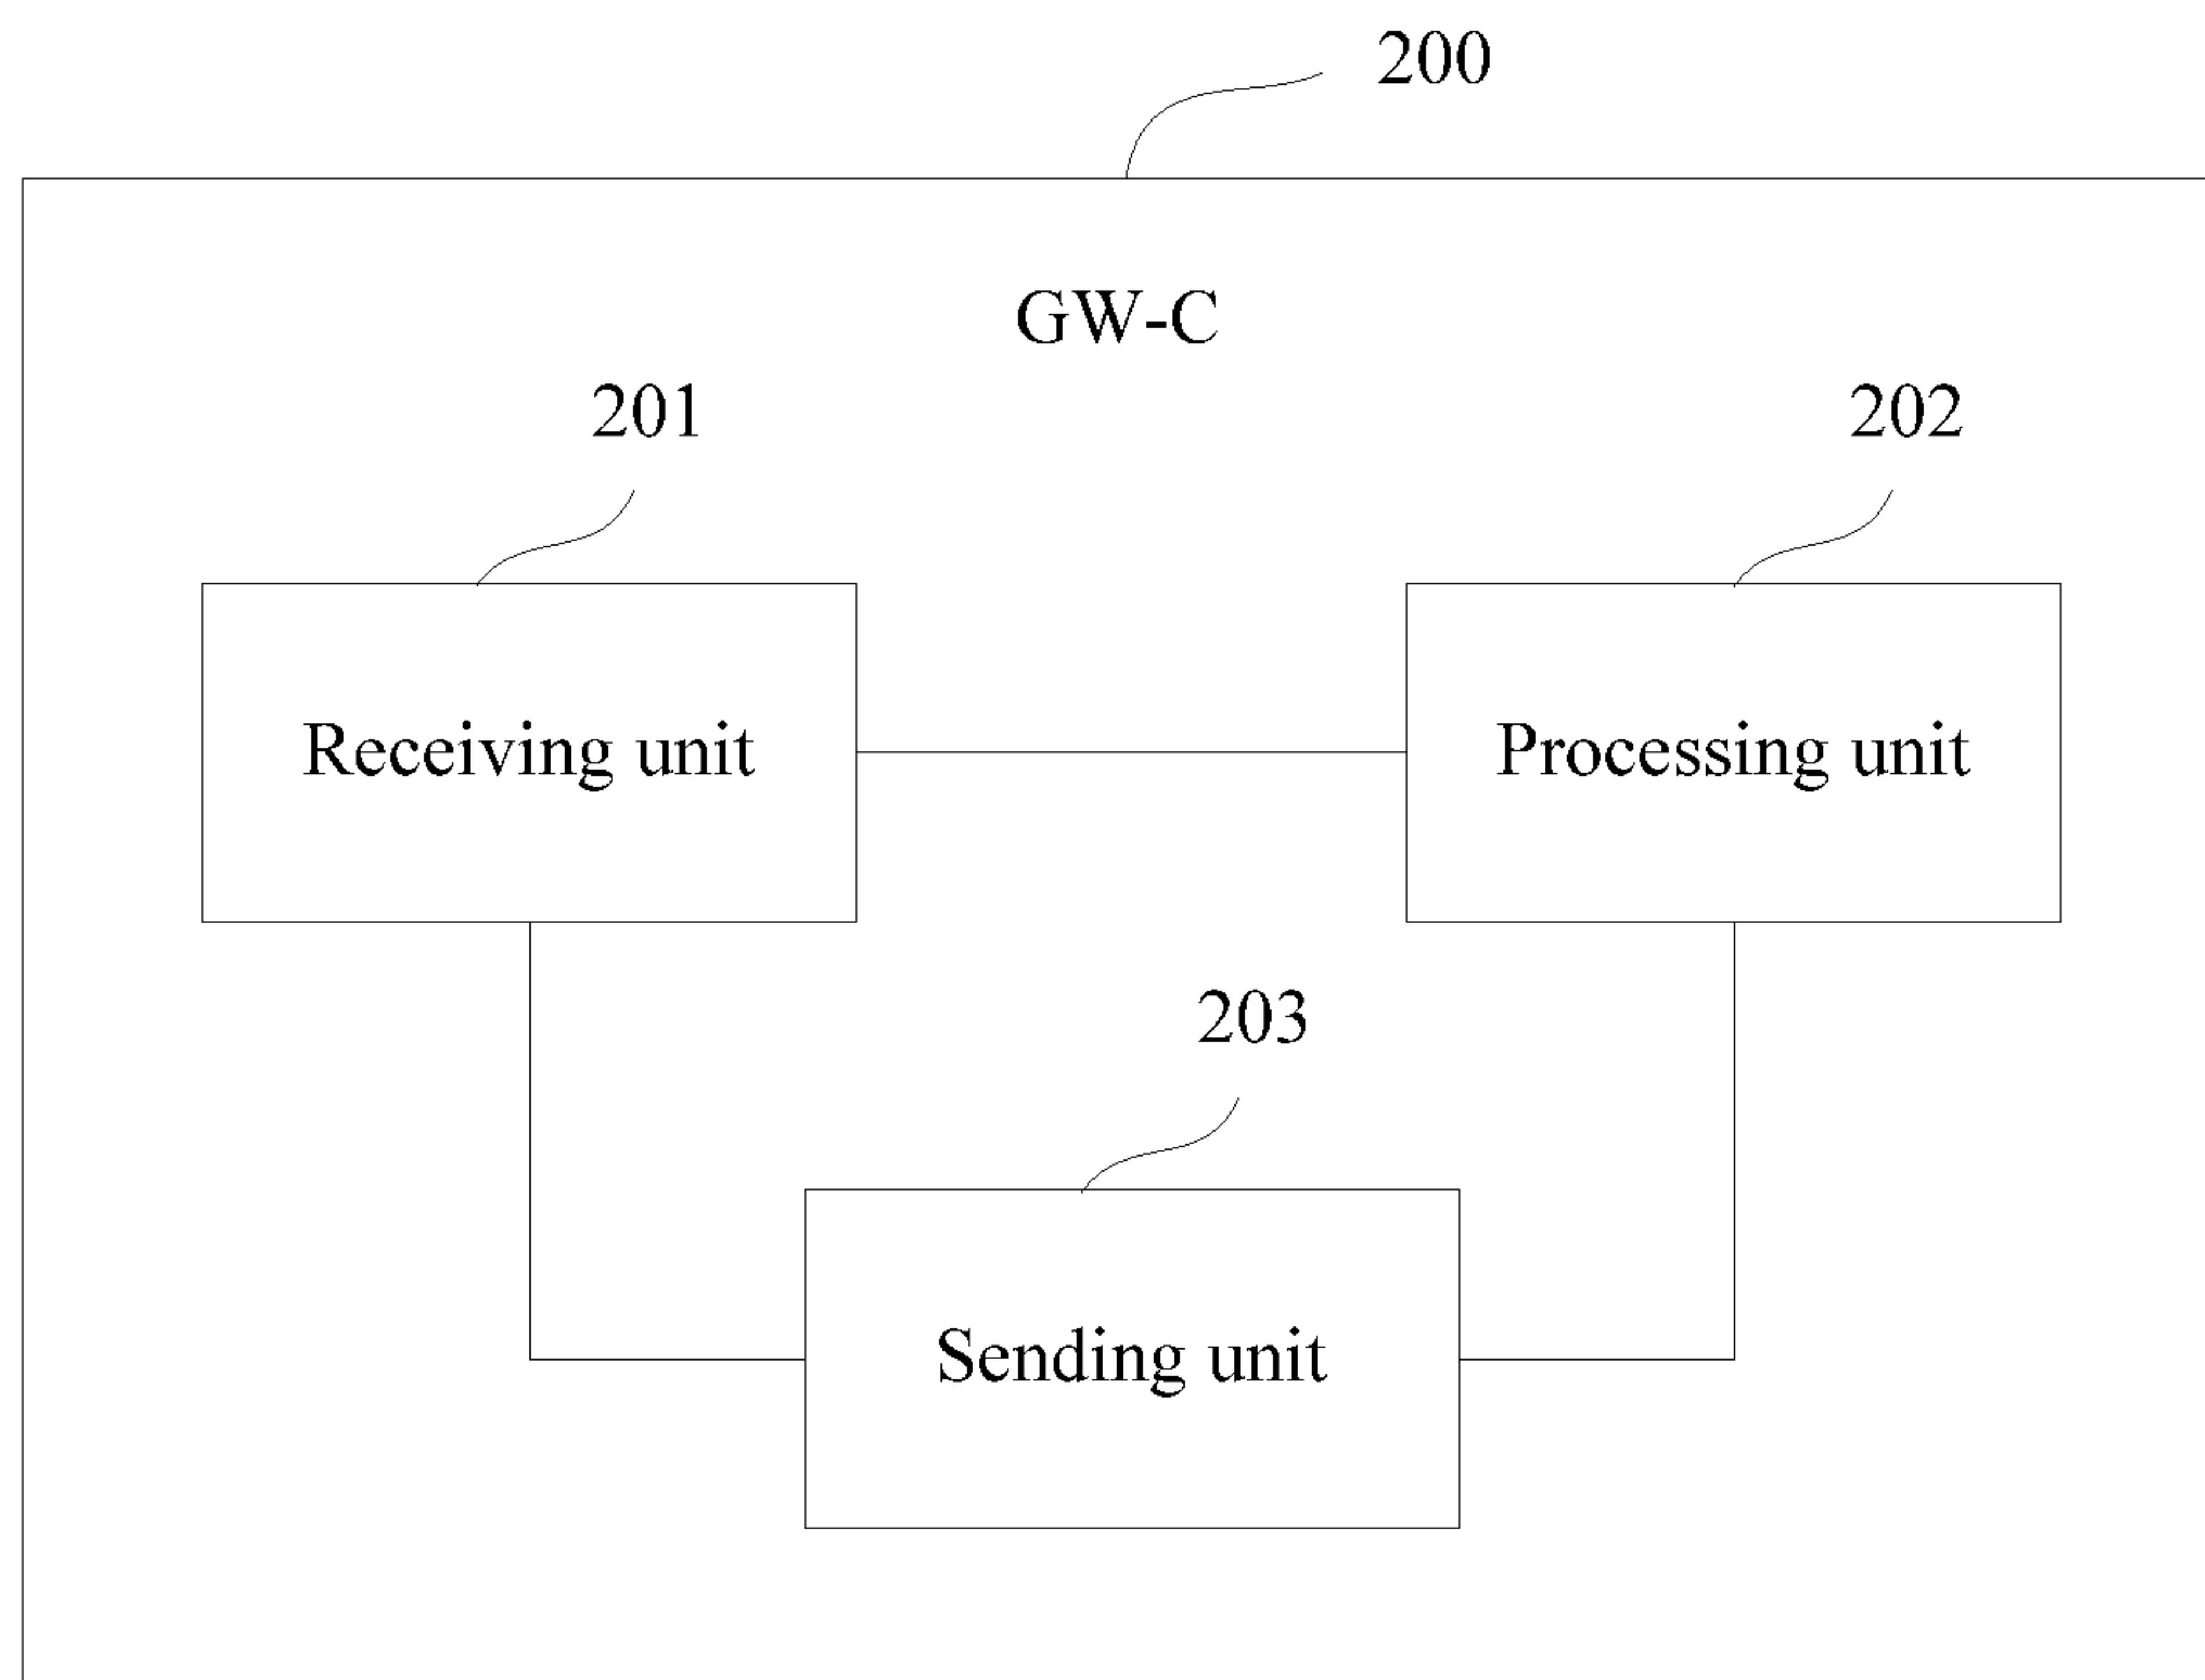 200
GW-C
201
202
Receiving unit
Processing unit
203
Sending unit